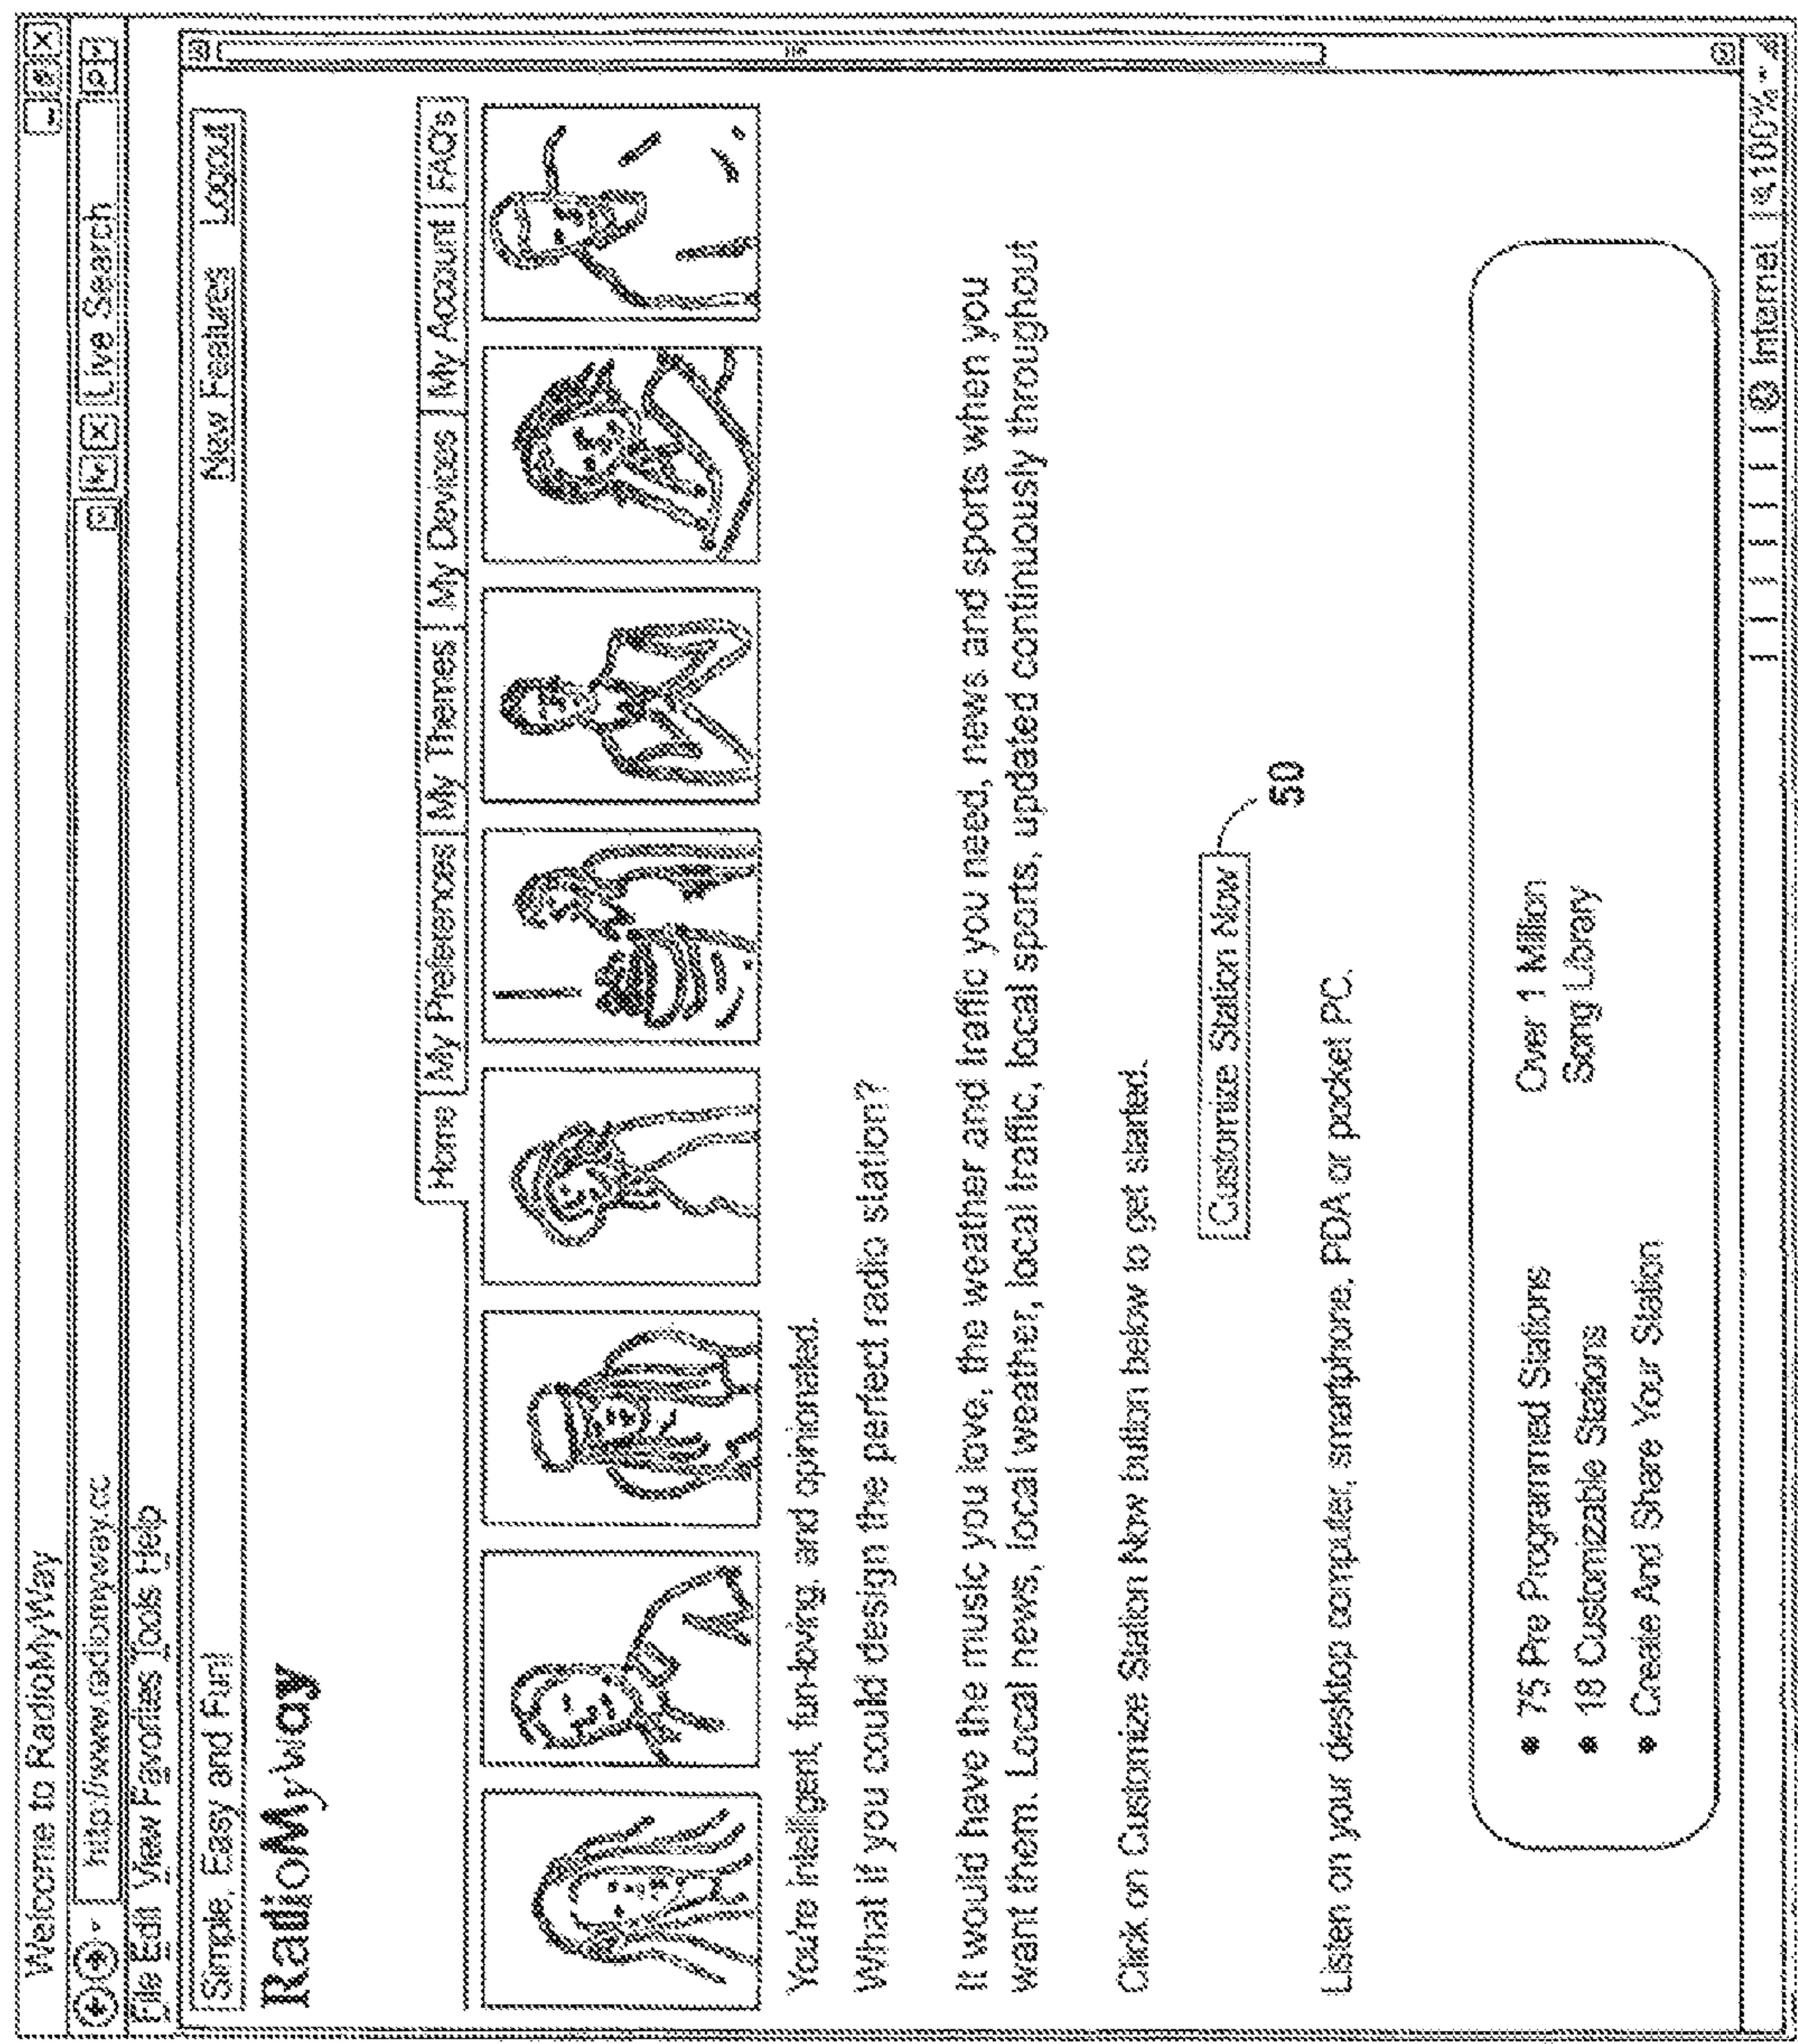 Welcome to RadioMyWay
http://www.radiomyway.cc
Live Search
File Edit View Favorites Tools Help
Simple, Easy and Fun! New Features Logout
RadioMyway
Home My Preferences My Themes My Devices My Account FAQ's
You're intelligent, fun-loving, and opinionated.
What if you could design the perfect radio station?
It would have the music you love, the weather and traffic you need, news and sports when you
want them. Local news, local weather, local traffic, local sports, updated continuously throughout
Click on Customize Station Now button below to get started.
Customize Station Now
50
Listen on your desktop computer, smartphone, PDA or pocket PC.
• 75 Pre Programmed Stations Over 1 Million
• 18 Customizable Stations Song Library
• Create And Share Your Station
Internet 100%